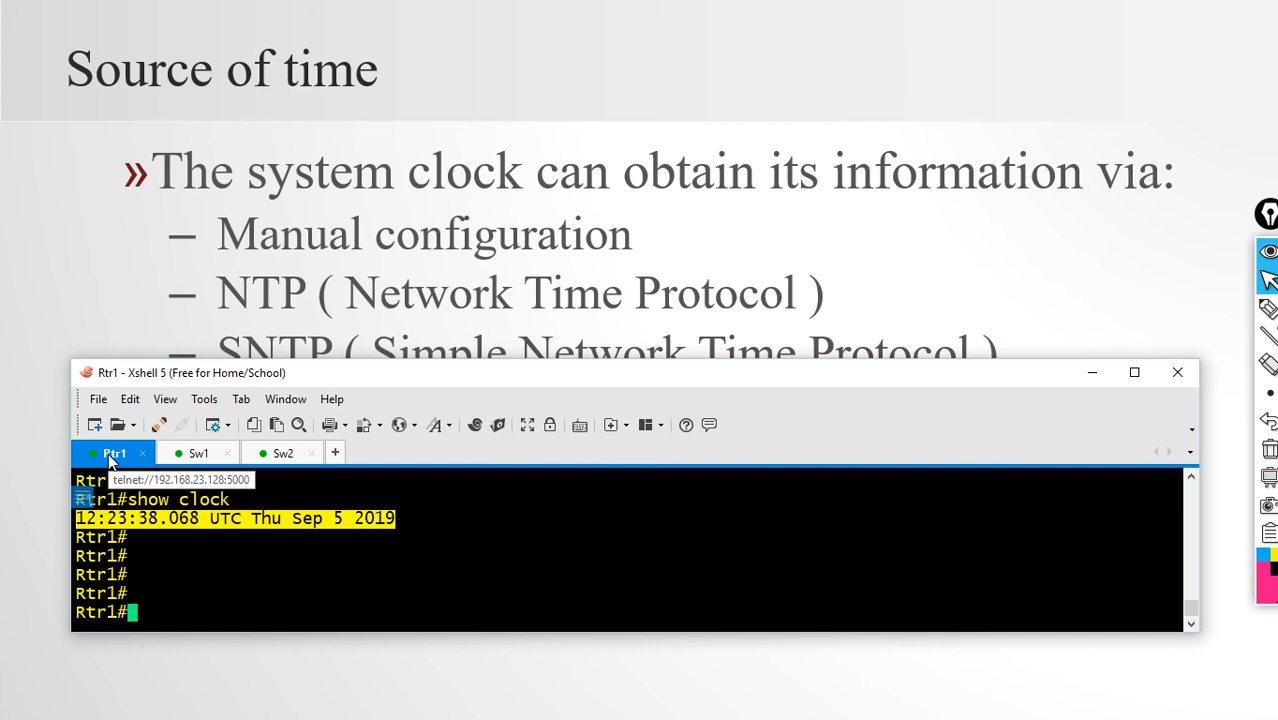 Source of time
»The system clock can obtain its information via:
– Manual configuration
– NTP ( Network Time Protocol )
– SNTP ( Simple Network Time Protocol )
Rtr1 - Xshell 5 (Free for Home/School)
File Edit View Tools Tab Window Help
Rtr1 Sw1 Sw2
telnet://192.168.23.128:5000
Rtr
Rtr1#show clock
12:23:38.068 UTC Thu Sep 5 2019
Rtr1#
Rtr1#
Rtr1#
Rtr1#
Rtr1#